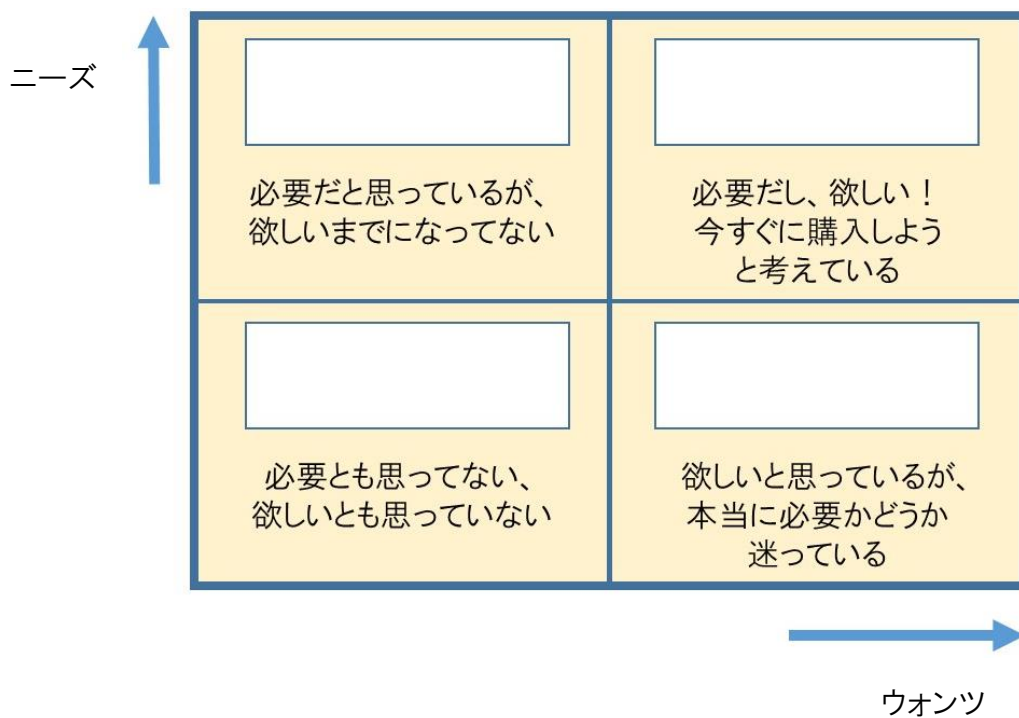 ニーズ
必要だと思っているが、
欲しいまでになってない
必要だし、欲しい！
今すぐに購入しよう
と考えている
必要とも思ってない、
欲しいとも思っていない
欲しいと思っているが、
本当に必要かどうか
迷っている
ウォンツ